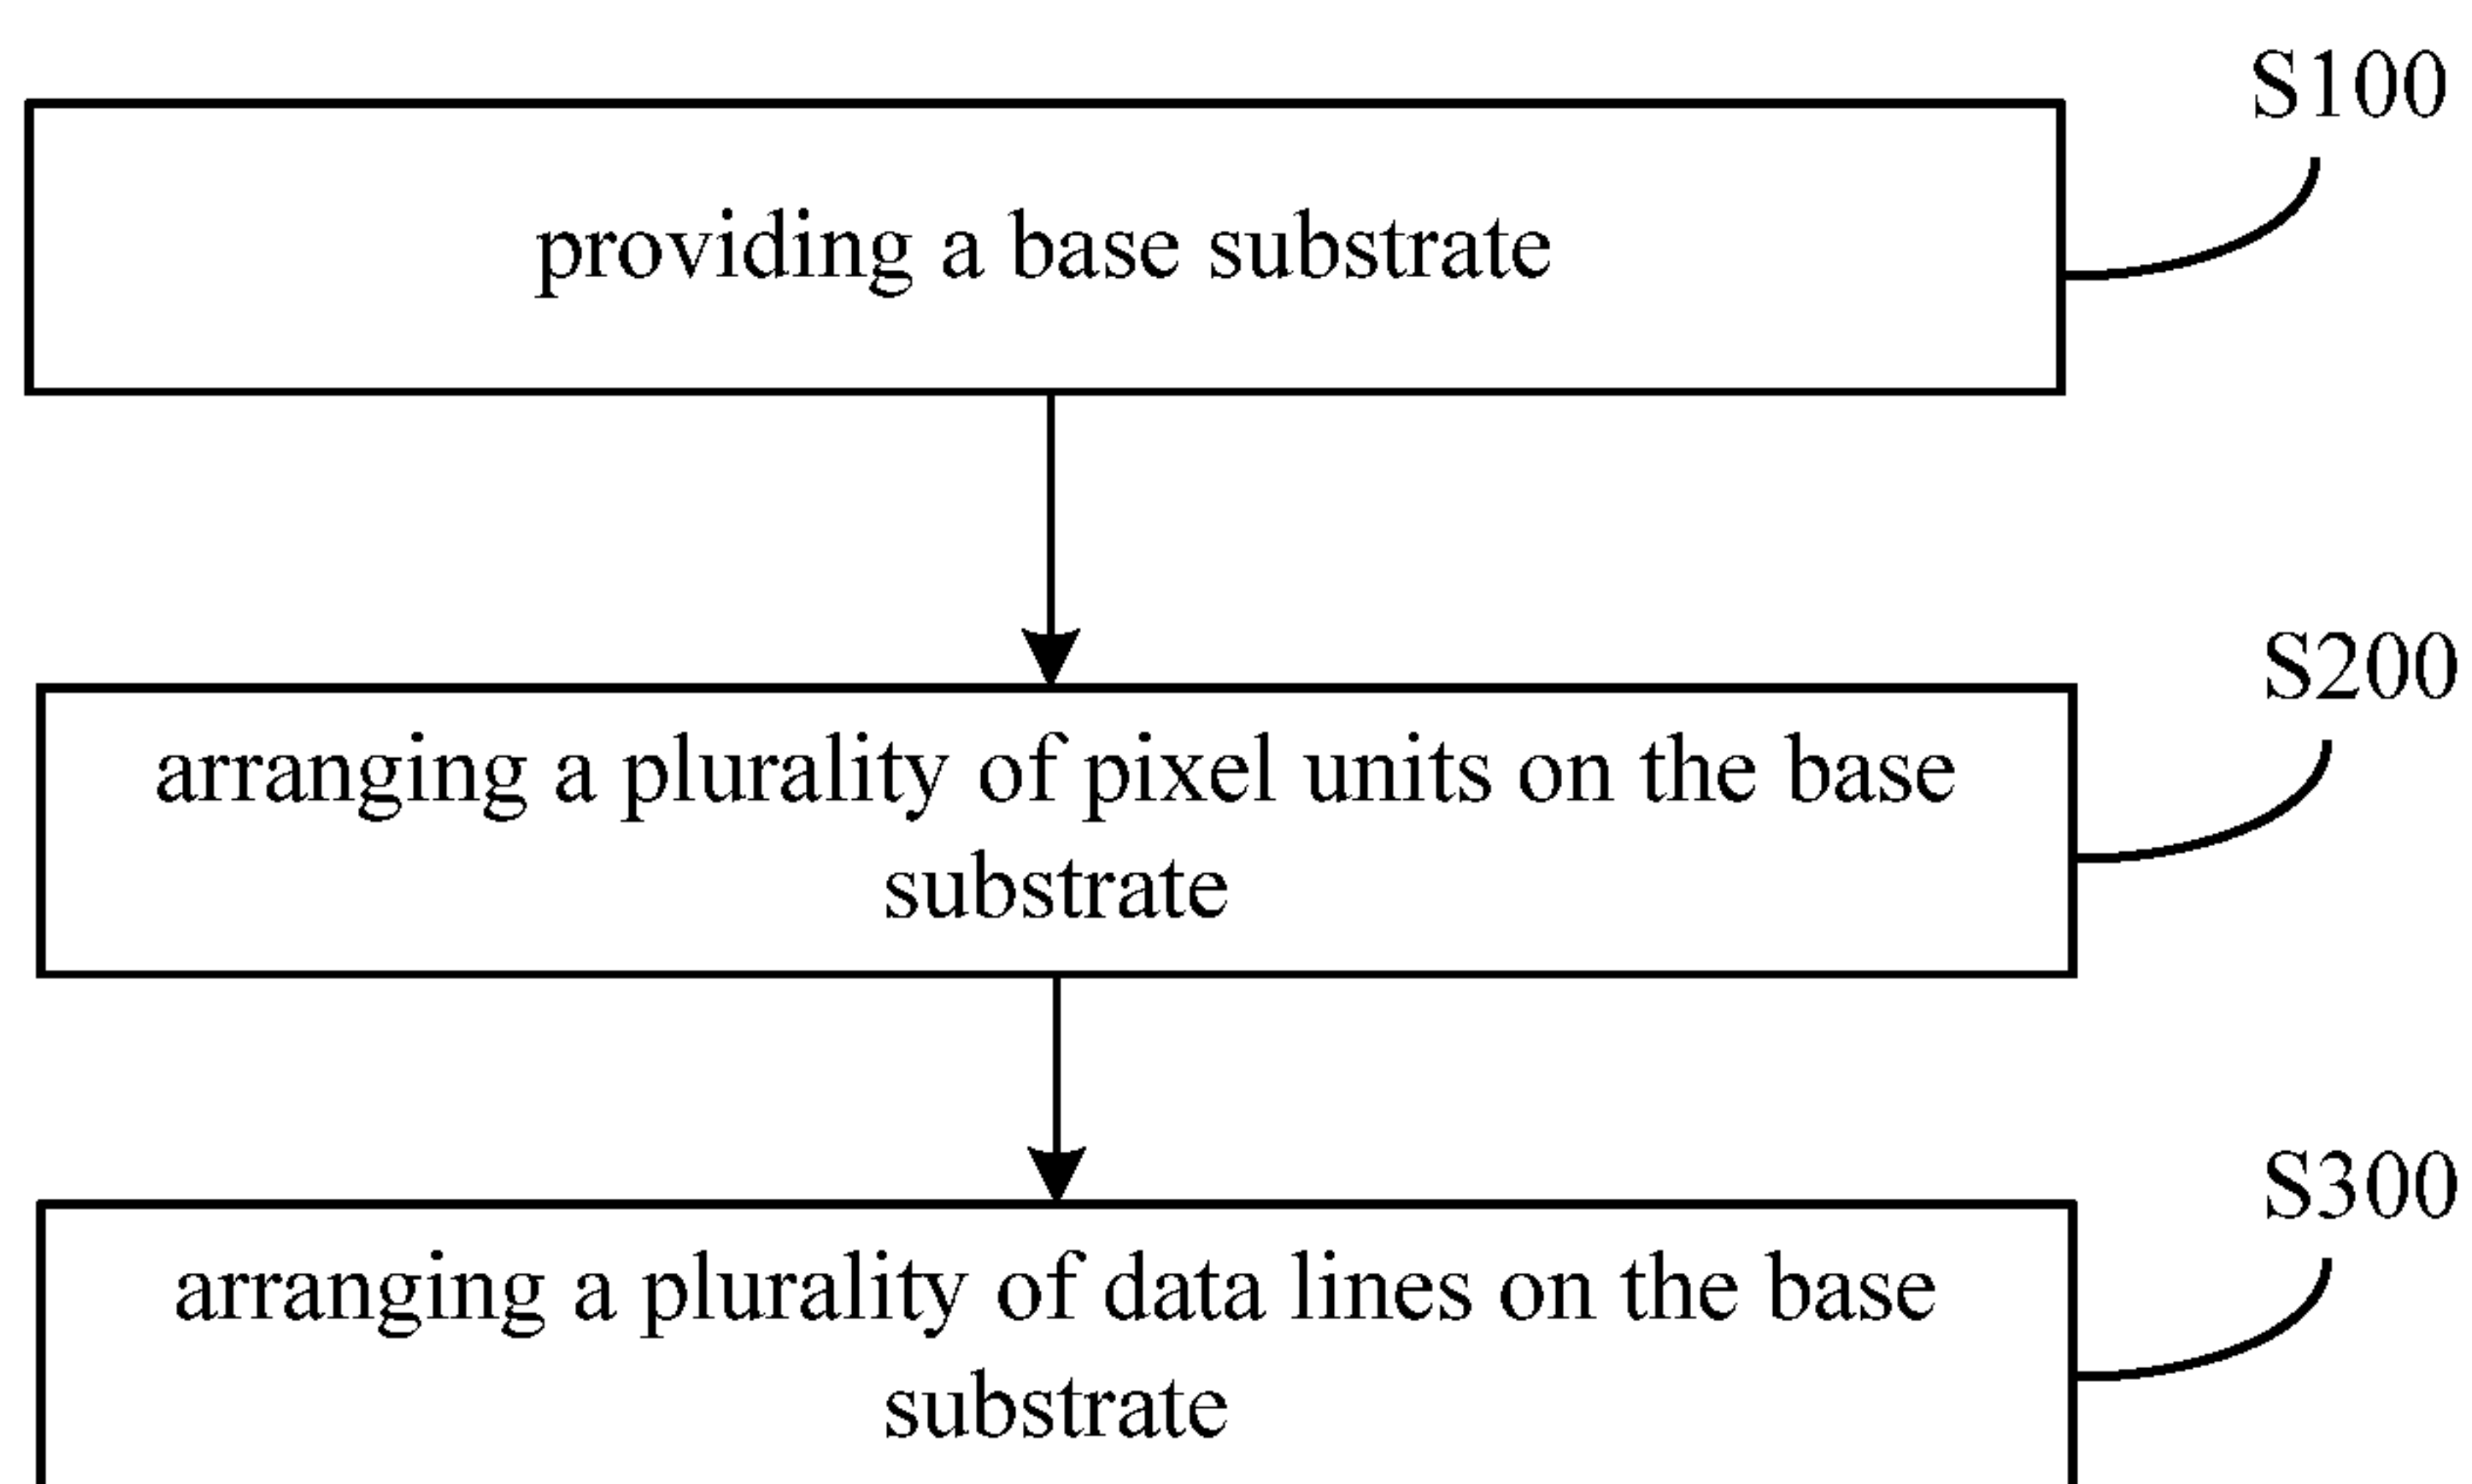 S100
providing a base substrate
S200
arranging a plurality of pixel units on the base
substrate
S300
arranging a plurality of data lines on the base
substrate